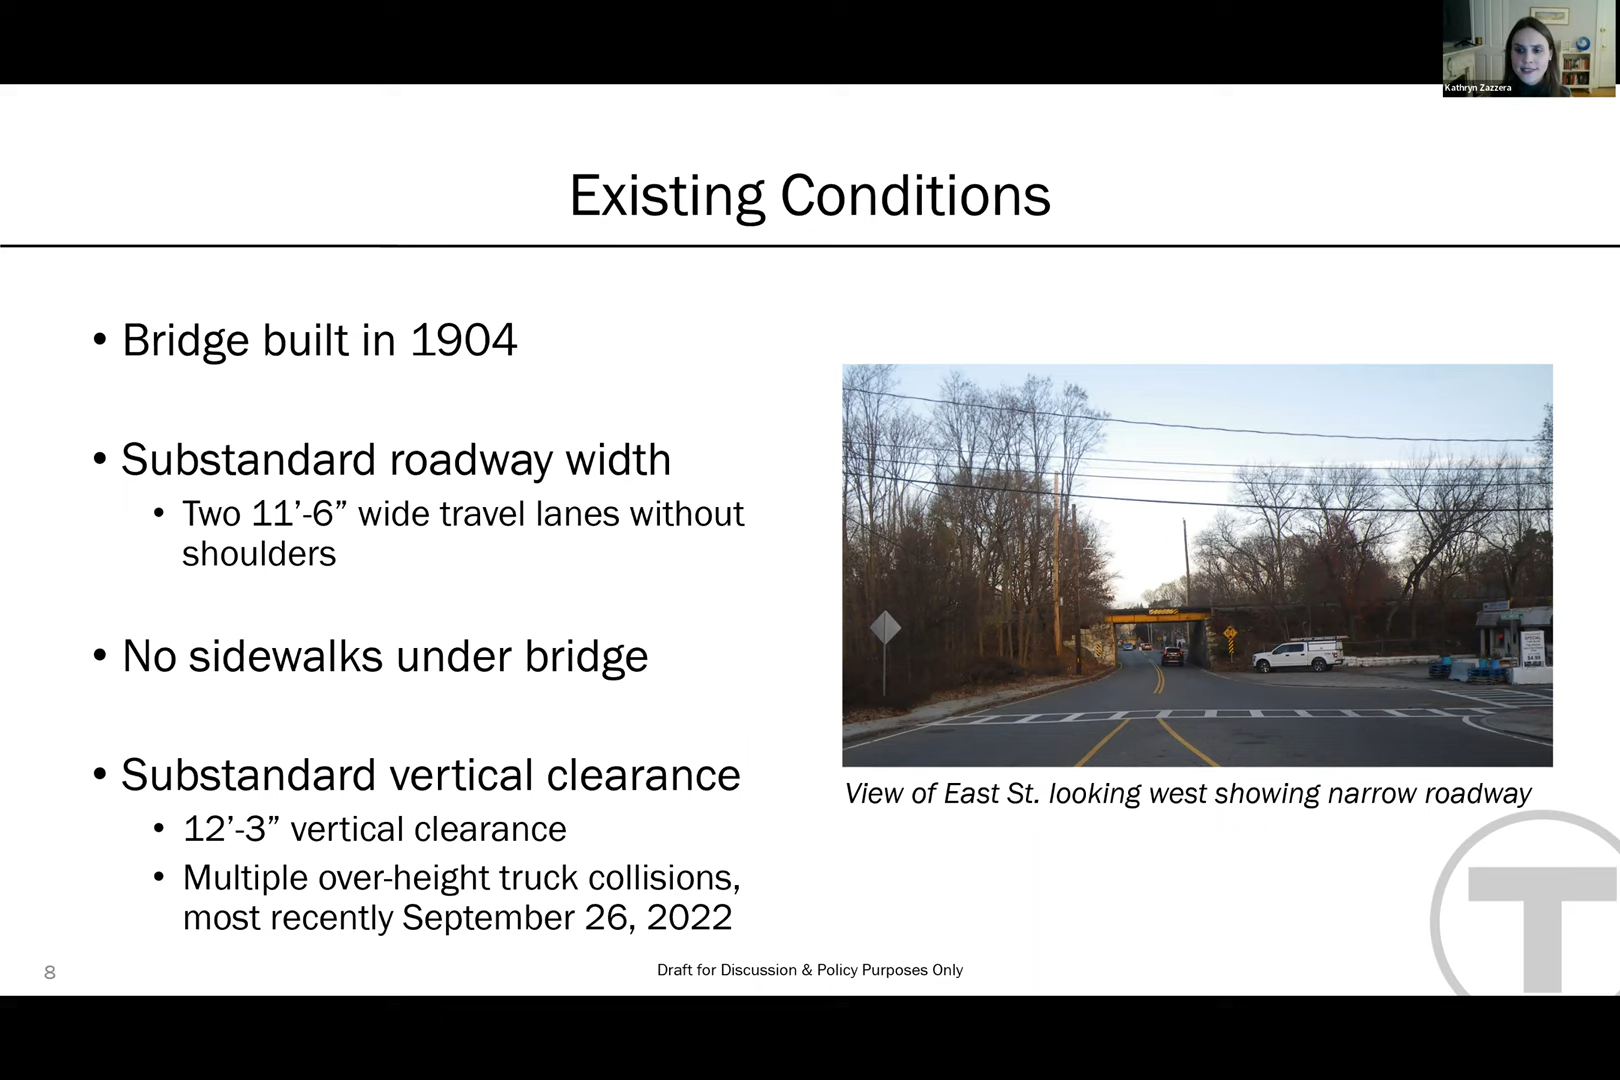 Kathryn Zazzera
Existing Conditions
• Bridge built in 1904
• Substandard roadway width
• Two 11’-6” wide travel lanes without
shoulders
• No sidewalks under bridge
• Substandard vertical clearance
• 12’-3” vertical clearance
• Multiple over-height truck collisions,
most recently September 26, 2022
View of East St. looking west showing narrow roadway
T
8
Draft for Discussion & Policy Purposes Only